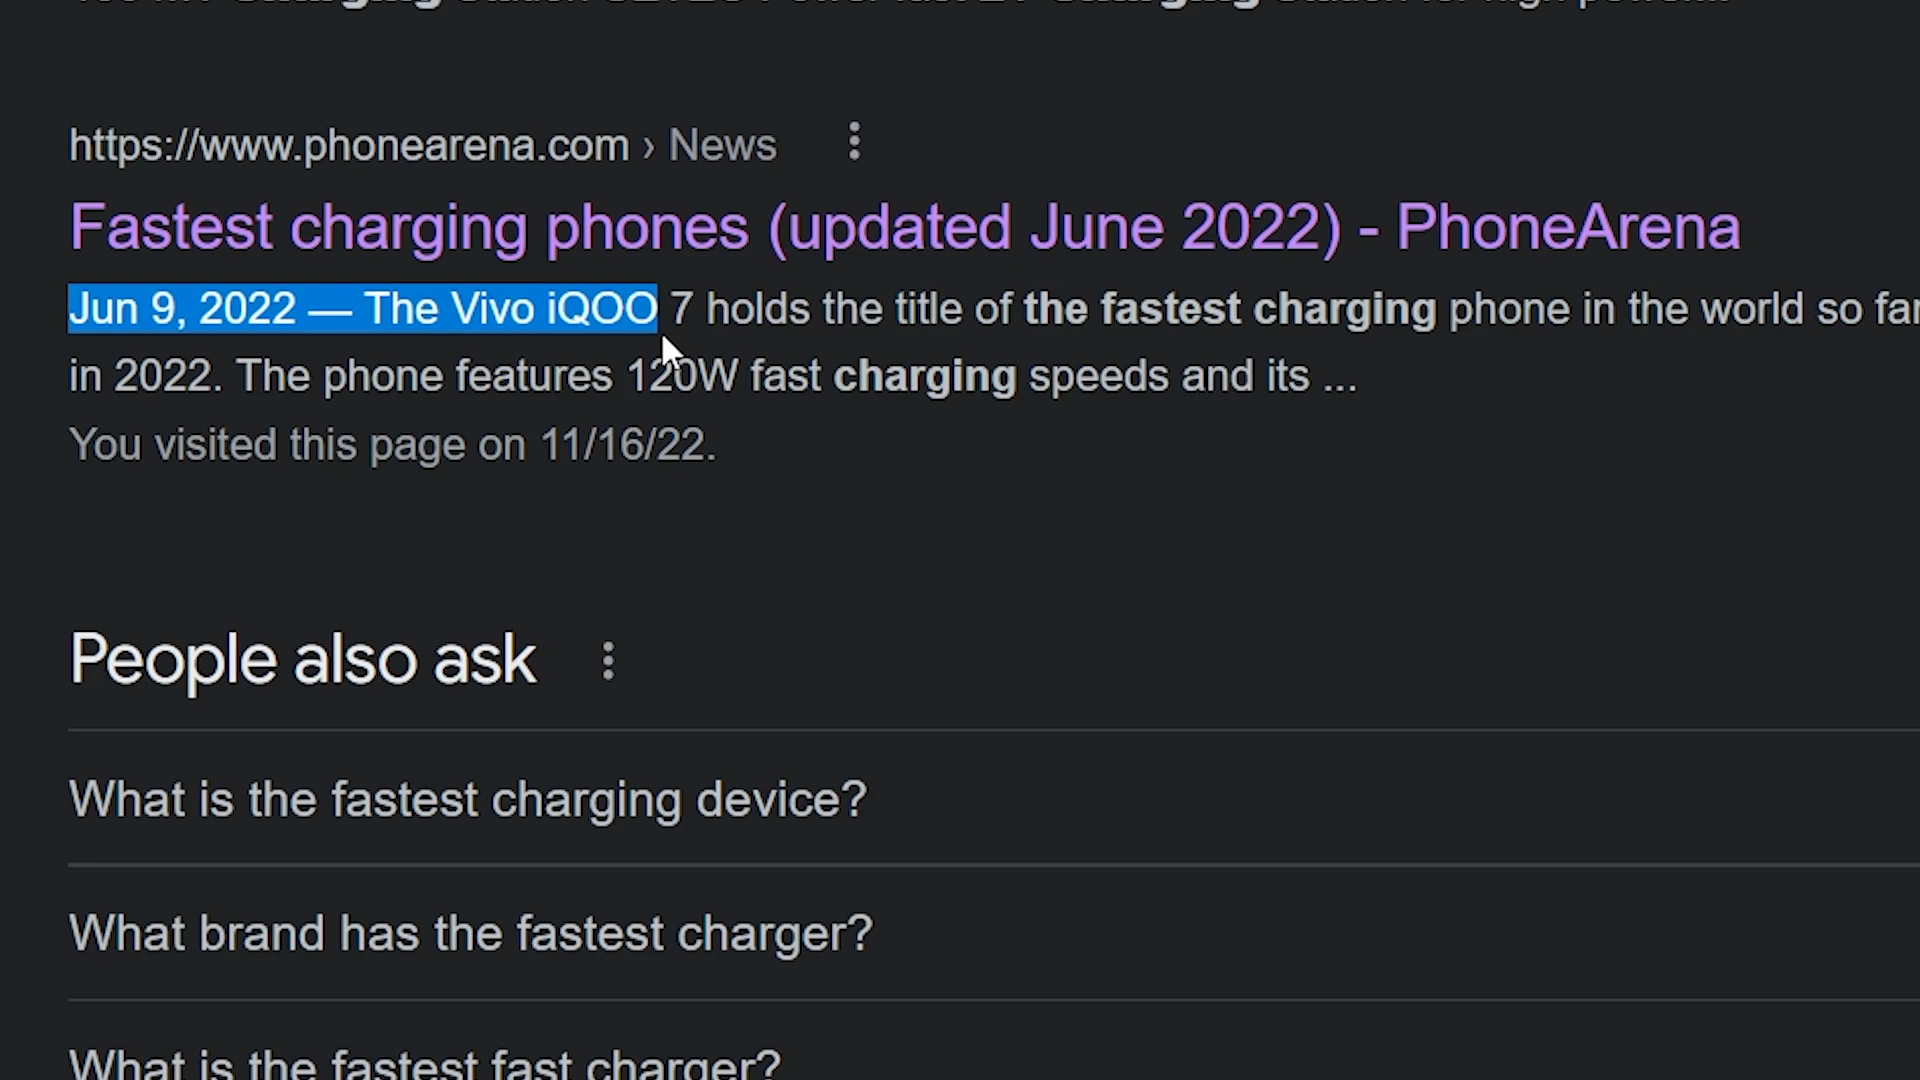 https://www.phonearena.com › News
Fastest charging phones (updated June 2022) - PhoneArena
Jun 9, 2022 — The Vivo iQOO 7 holds the title of the fastest charging phone in the world so far
in 2022. The phone features 120W fast charging speeds and its ...
You visited this page on 11/16/22.
People also ask
What is the fastest charging device?
What brand has the fastest charger?
What is the fastest fast charger?